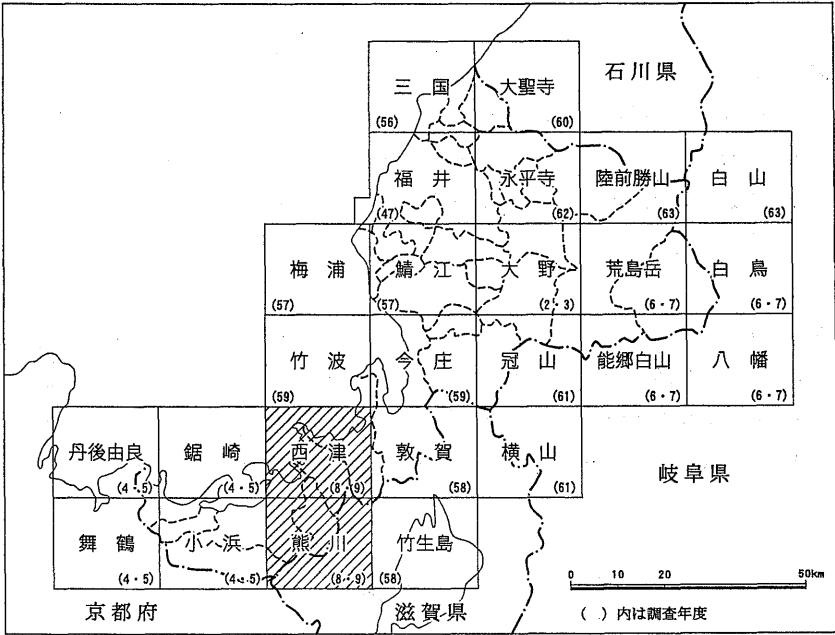 石川県
三国 大聖寺
(56) (60)
福井 永平寺 陸前勝山 白山
(47) (62) (63) (63)
梅浦 鯖江 大野 荒島岳 白鳥
(57) (57) (2・3) (6・7) (6・7)
竹波 今庄 冠山 能郷白山 八幡
(59) (59) (61) (6・7) (6・7)
丹後由良 鋸崎 西津 敦賀 横山
(4・5) (4・5) (8・9) (58) (61)
岐阜県
舞鶴 小浜 熊川 竹生島
(4・5) (4・5) (8・9) (58)
0 10 20 50km
京都府 滋賀県 ( )内は調査年度